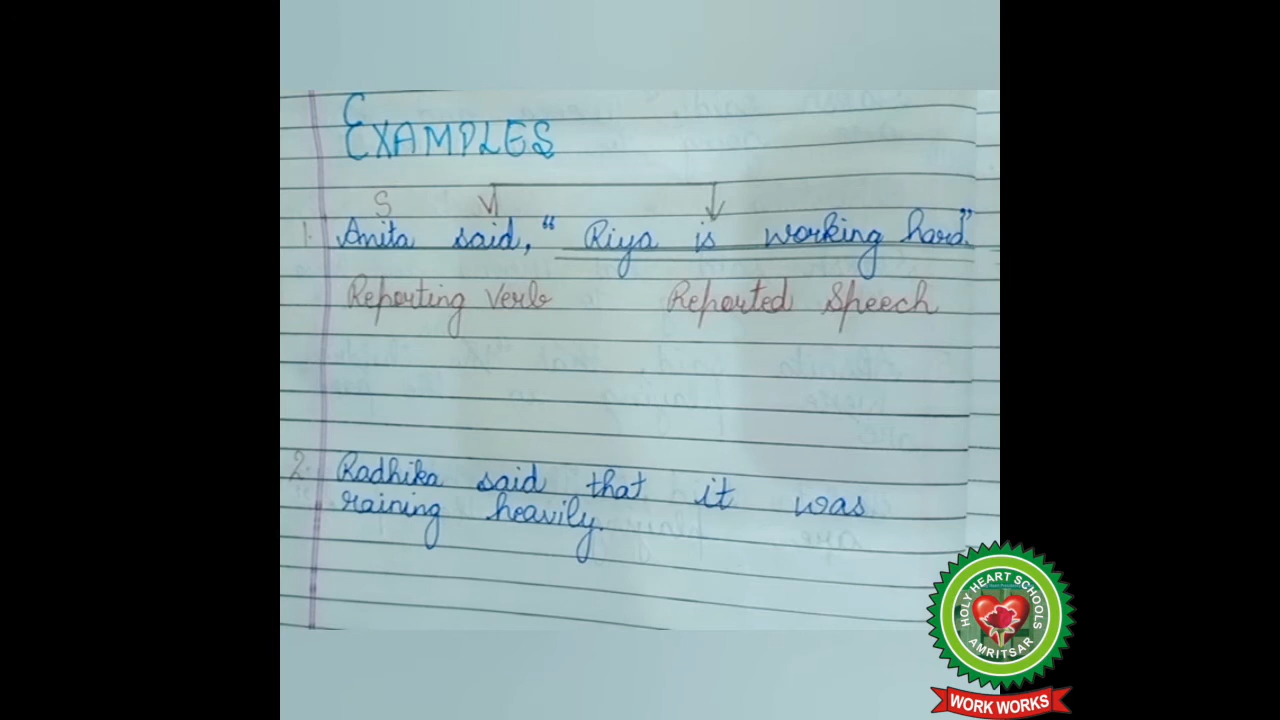 C
EXAMPLES
S V
1. Anita said, “ Riya is working hard.”
Reporting Verb Reported Speech
2. Radhika said that it was
raining heavily.
HOLY HEART SCHOOLS
AMRITSAR
WORK WORKS